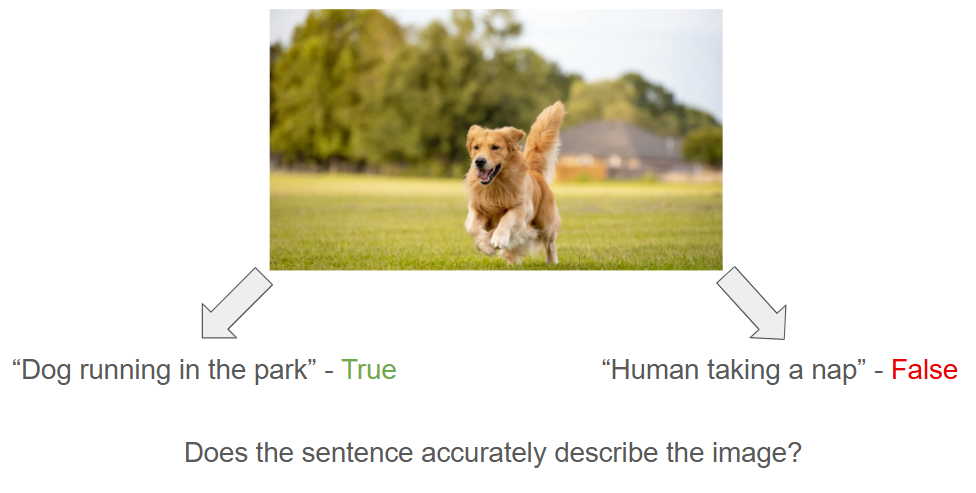 “Dog running in the park” - True
“Human taking a nap” - False
Does the sentence accurately describe the image?